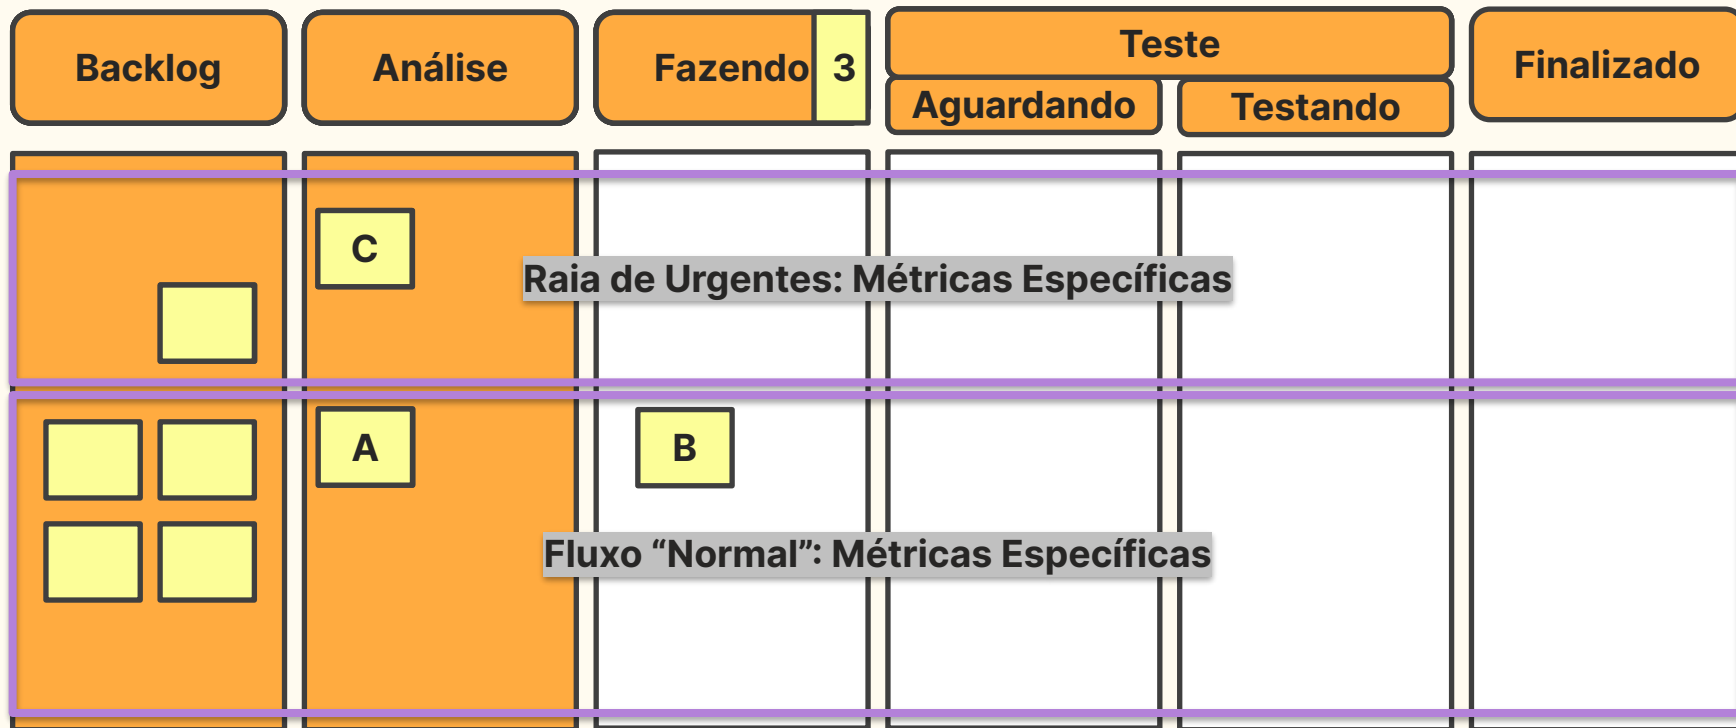 Backlog
Análise
Fazendo
3
Teste
Aguardando
Testando
Finalizado
C
Raia de Urgentes: Métricas Específicas
A
B
Fluxo “Normal”: Métricas Específicas